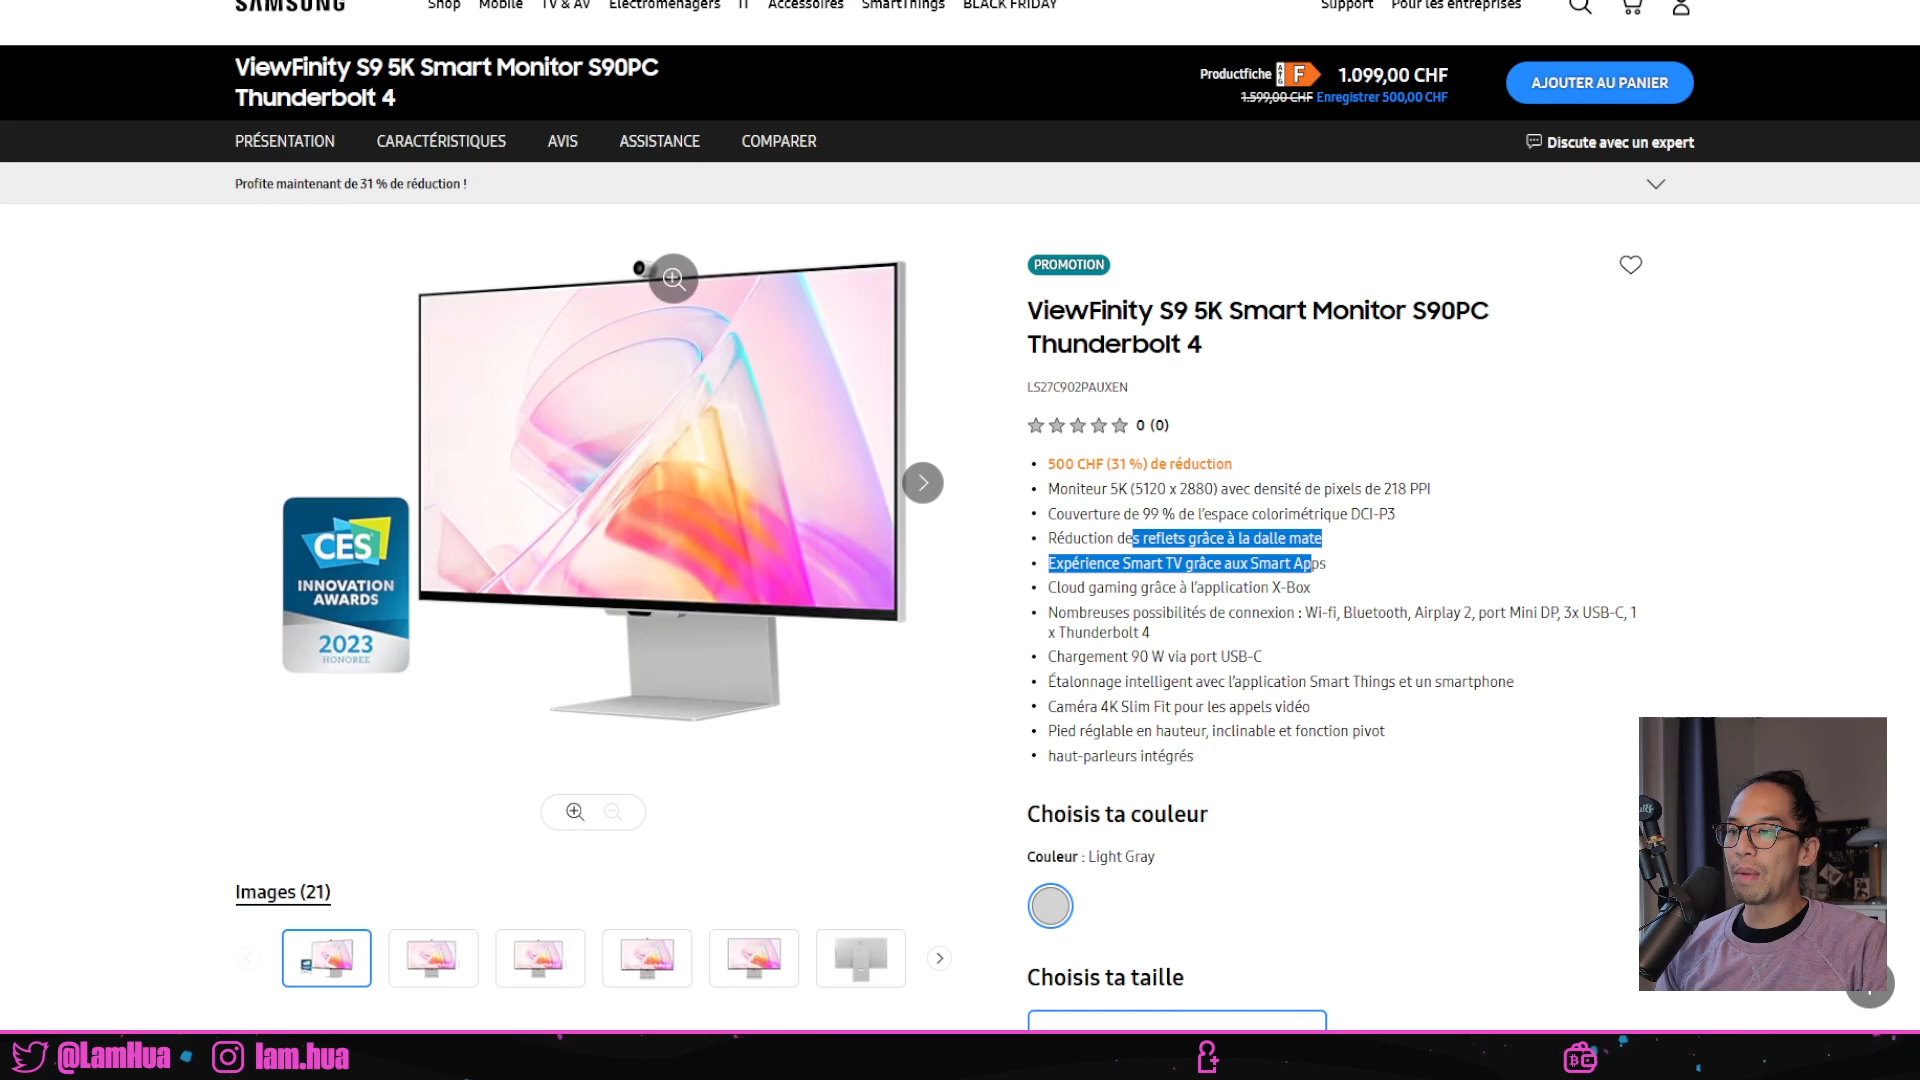 SAMSUNG
Shop Mobile TV & AV Électroménagers IT Accessoires SmartThings BLACK FRIDAY Support Pour les entreprises
ViewFinity S9 5K Smart Monitor S90PC
Thunderbolt 4
Productfiche A G F 1.099,00 CHF
1.599,00 CHF Enregistrer 500,00 CHF
AJOUTER AU PANIER
PRÉSENTATION CARACTÉRISTIQUES AVIS ASSISTANCE COMPARER
Discute avec un expert
Profite maintenant de 31 % de réduction !
CES
INNOVATION
AWARDS
2023
HONOREE
PROMOTION
ViewFinity S9 5K Smart Monitor S90PC
Thunderbolt 4
LS27C902PAUXEN
0 (0)
• 500 CHF (31 %) de réduction
• Moniteur 5K (5120 x 2880) avec densité de pixels de 218 PPI
• Couverture de 99 % de l'espace colorimétrique DCI-P3
• Réduction des reflets grâce à la dalle mate
• Expérience Smart TV grâce aux Smart Apps
• Cloud gaming grâce à l'application X-Box
• Nombreuses possibilités de connexion : Wi-fi, Bluetooth, Airplay 2, port Mini DP, 3x USB-C, 1
x Thunderbolt 4
• Chargement 90 W via port USB-C
• Étalonnage intelligent avec l'application Smart Things et un smartphone
• Caméra 4K Slim Fit pour les appels vidéo
• Pied réglable en hauteur, inclinable et fonction pivot
• haut-parleurs intégrés
Choisis ta couleur
Couleur : Light Gray
Images (21)
Choisis ta taille
@LamHua lam.hua